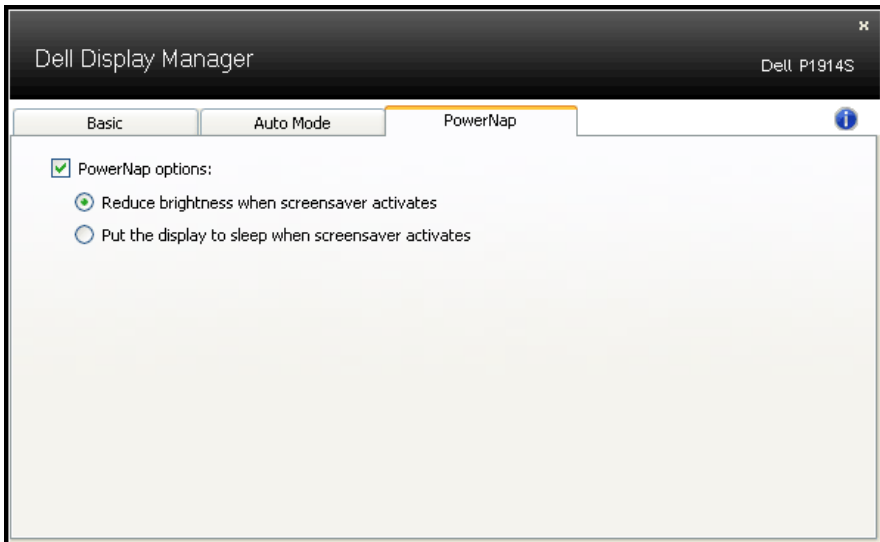 x
Dell Display Manager
Dell P1914S
Basic Auto Mode PowerNap
PowerNap options:
Reduce brightness when screensaver activates
Put the display to sleep when screensaver activates